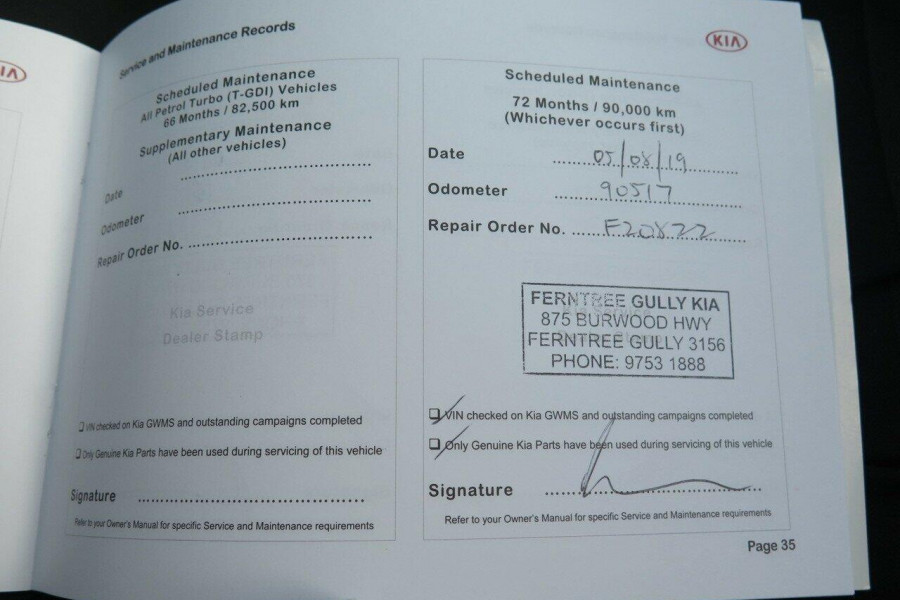 KIA
Service and Maintenance Records
KIA
Scheduled Maintenance
All Petrol Turbo (T-GDI) Vehicles
66 Months / 82,500 km
Supplementary Maintenance
(All other vehicles)
Date
Odometer
Repair Order No.
Kia Service
Dealer Stamp
VIN checked on Kia GWMS and outstanding campaigns completed
Only Genuine Kia Parts have been used during servicing of this vehicle
Signature
Refer to your Owner's Manual for specific Service and Maintenance requirements
Scheduled Maintenance
72 Months / 90,000 km
(Whichever occurs first)
Date 05/08/19
Odometer 90517
Repair Order No. F20822
FERNTREE GULLY KIA
875 BURWOOD HWY
FERNTREE GULLY 3156
PHONE: 9753 1888
VIN checked on Kia GWMS and outstanding campaigns completed
Only Genuine Kia Parts have been used during servicing of this vehicle
Signature
Refer to your Owner's Manual for specific Service and Maintenance requirements
Page 35